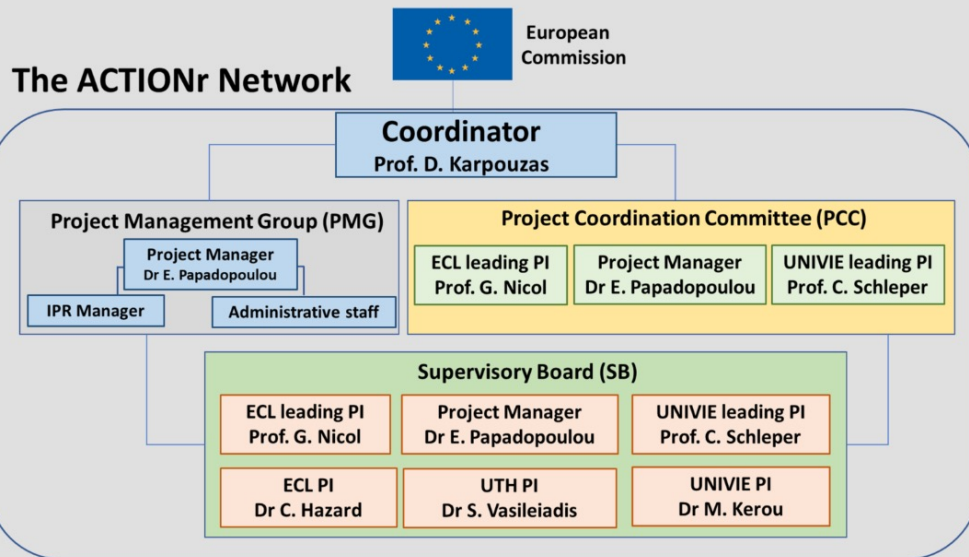 European
Commission
The ACTIONr Network
Coordinator
Prof. D. Karpouzas
Project Management Group (PMG)
Project Manager
Dr E. Papadopoulou
IPR Manager
Administrative staff
Project Coordination Committee (PCC)
ECL leading PI
Prof. G. Nicol
Project Manager
Dr E. Papadopoulou
UNIVIE leading PI
Prof. C. Schleper
Supervisory Board (SB)
ECL leading PI
Prof. G. Nicol
Project Manager
Dr E. Papadopoulou
UNIVIE leading PI
Prof. C. Schleper
ECL PI
Dr C. Hazard
UTH PI
Dr S. Vasileiadis
UNIVIE PI
Dr M. Kerou